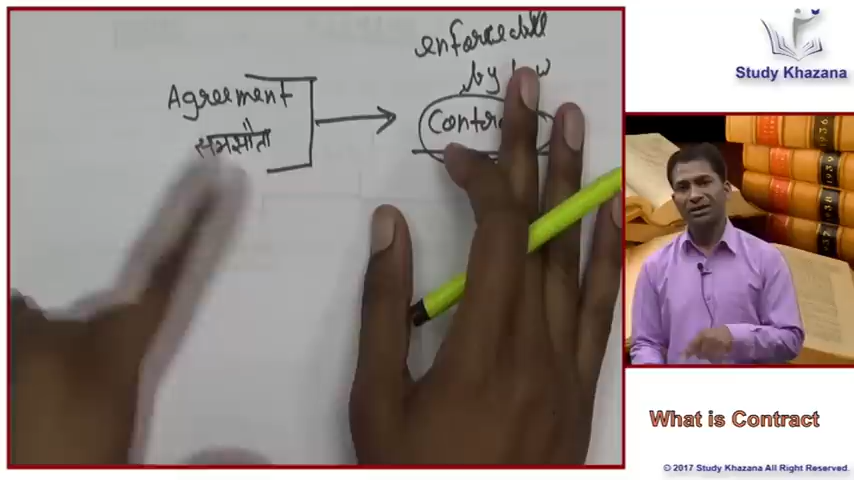 enforceable
by law
Agreement
समझौता
Study Khazana
What is Contract
© 2017 Study Khazana All Right Reserved.